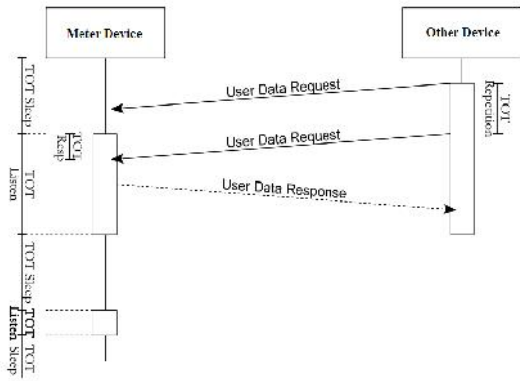 Meter Device
Other Device
TOT Sleep
User Data Request
TOT
Repetition
User Data Request
TOT
Resp
TOT
Listen
User Data Response
TOT Sleep
TOT
Listen
TOT
Sleep